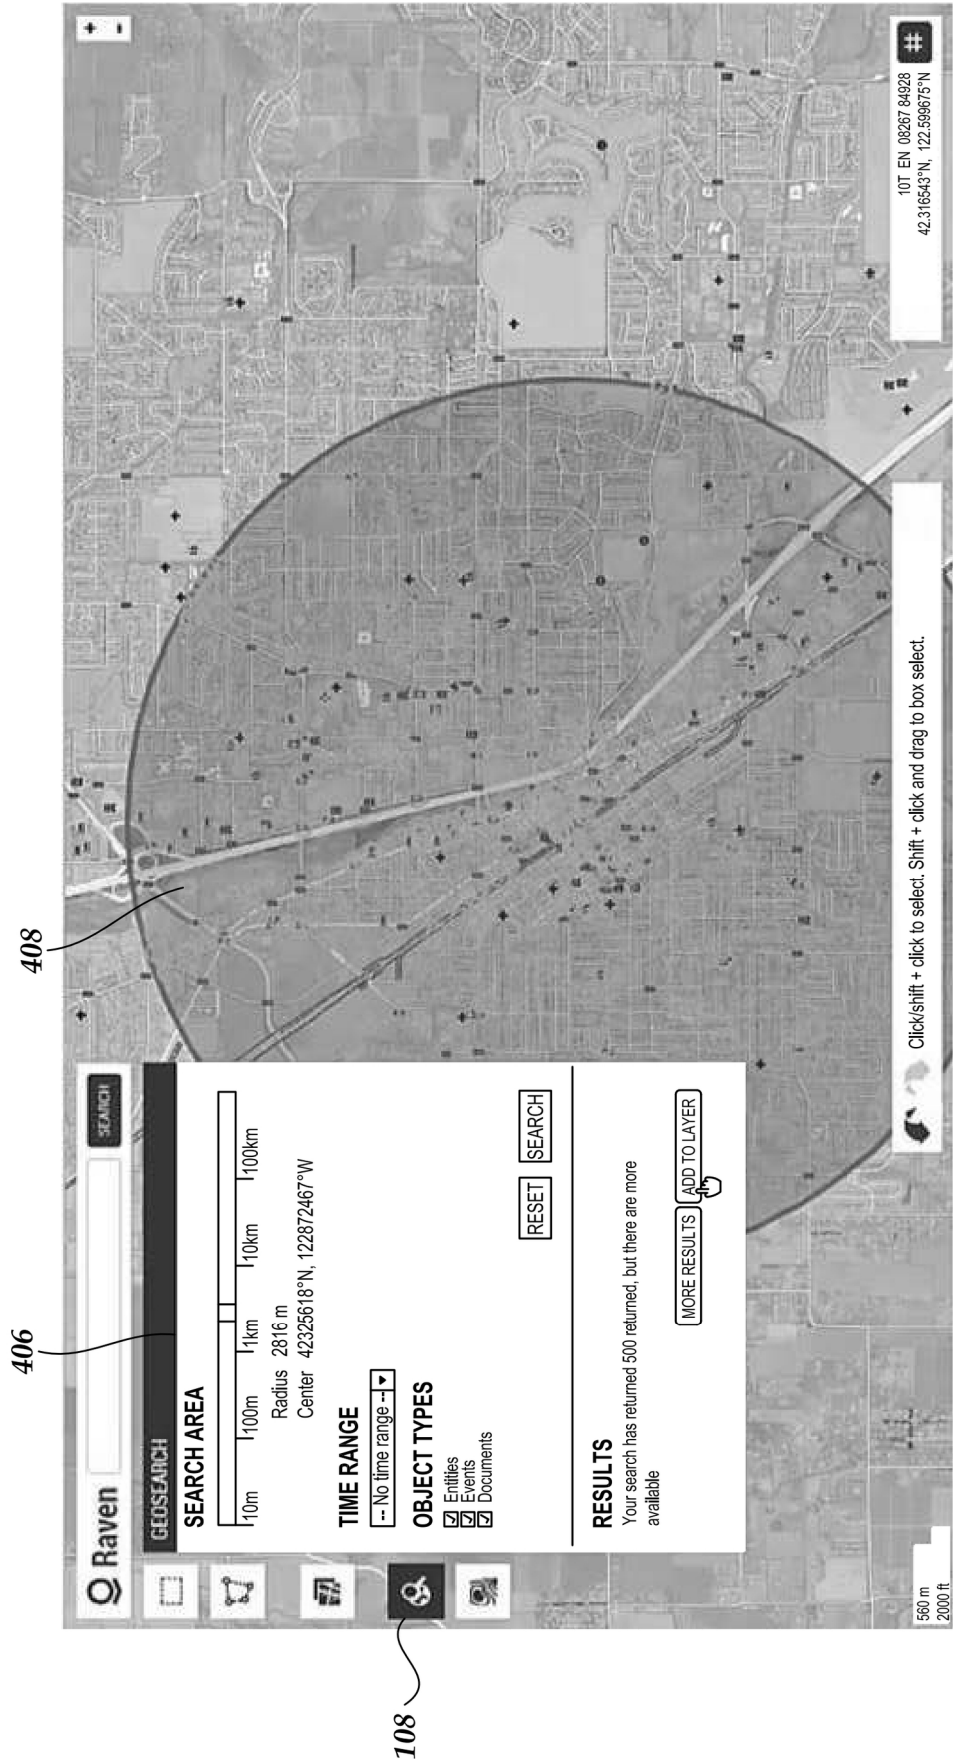 Raven
SEARCH
GEOSEARCH
SEARCH AREA
10m
100m
1km
10km
100km
Radius 2816 m
Center 42325618°N, 122872467°W
TIME RANGE
-- No time range --
OBJECT TYPES
Entities
Events
Documents
RESET
SEARCH
RESULTS
Your search has returned 500 returned, but there are more
available
MORE RESULTS
ADD TO LAYER
560 m
2000 ft
Click/shift + click to select. Shift + click and drag to box select.
10T EN 08267 84928
42.316543°N, 122.599675°N
#
+
-
406
408
108